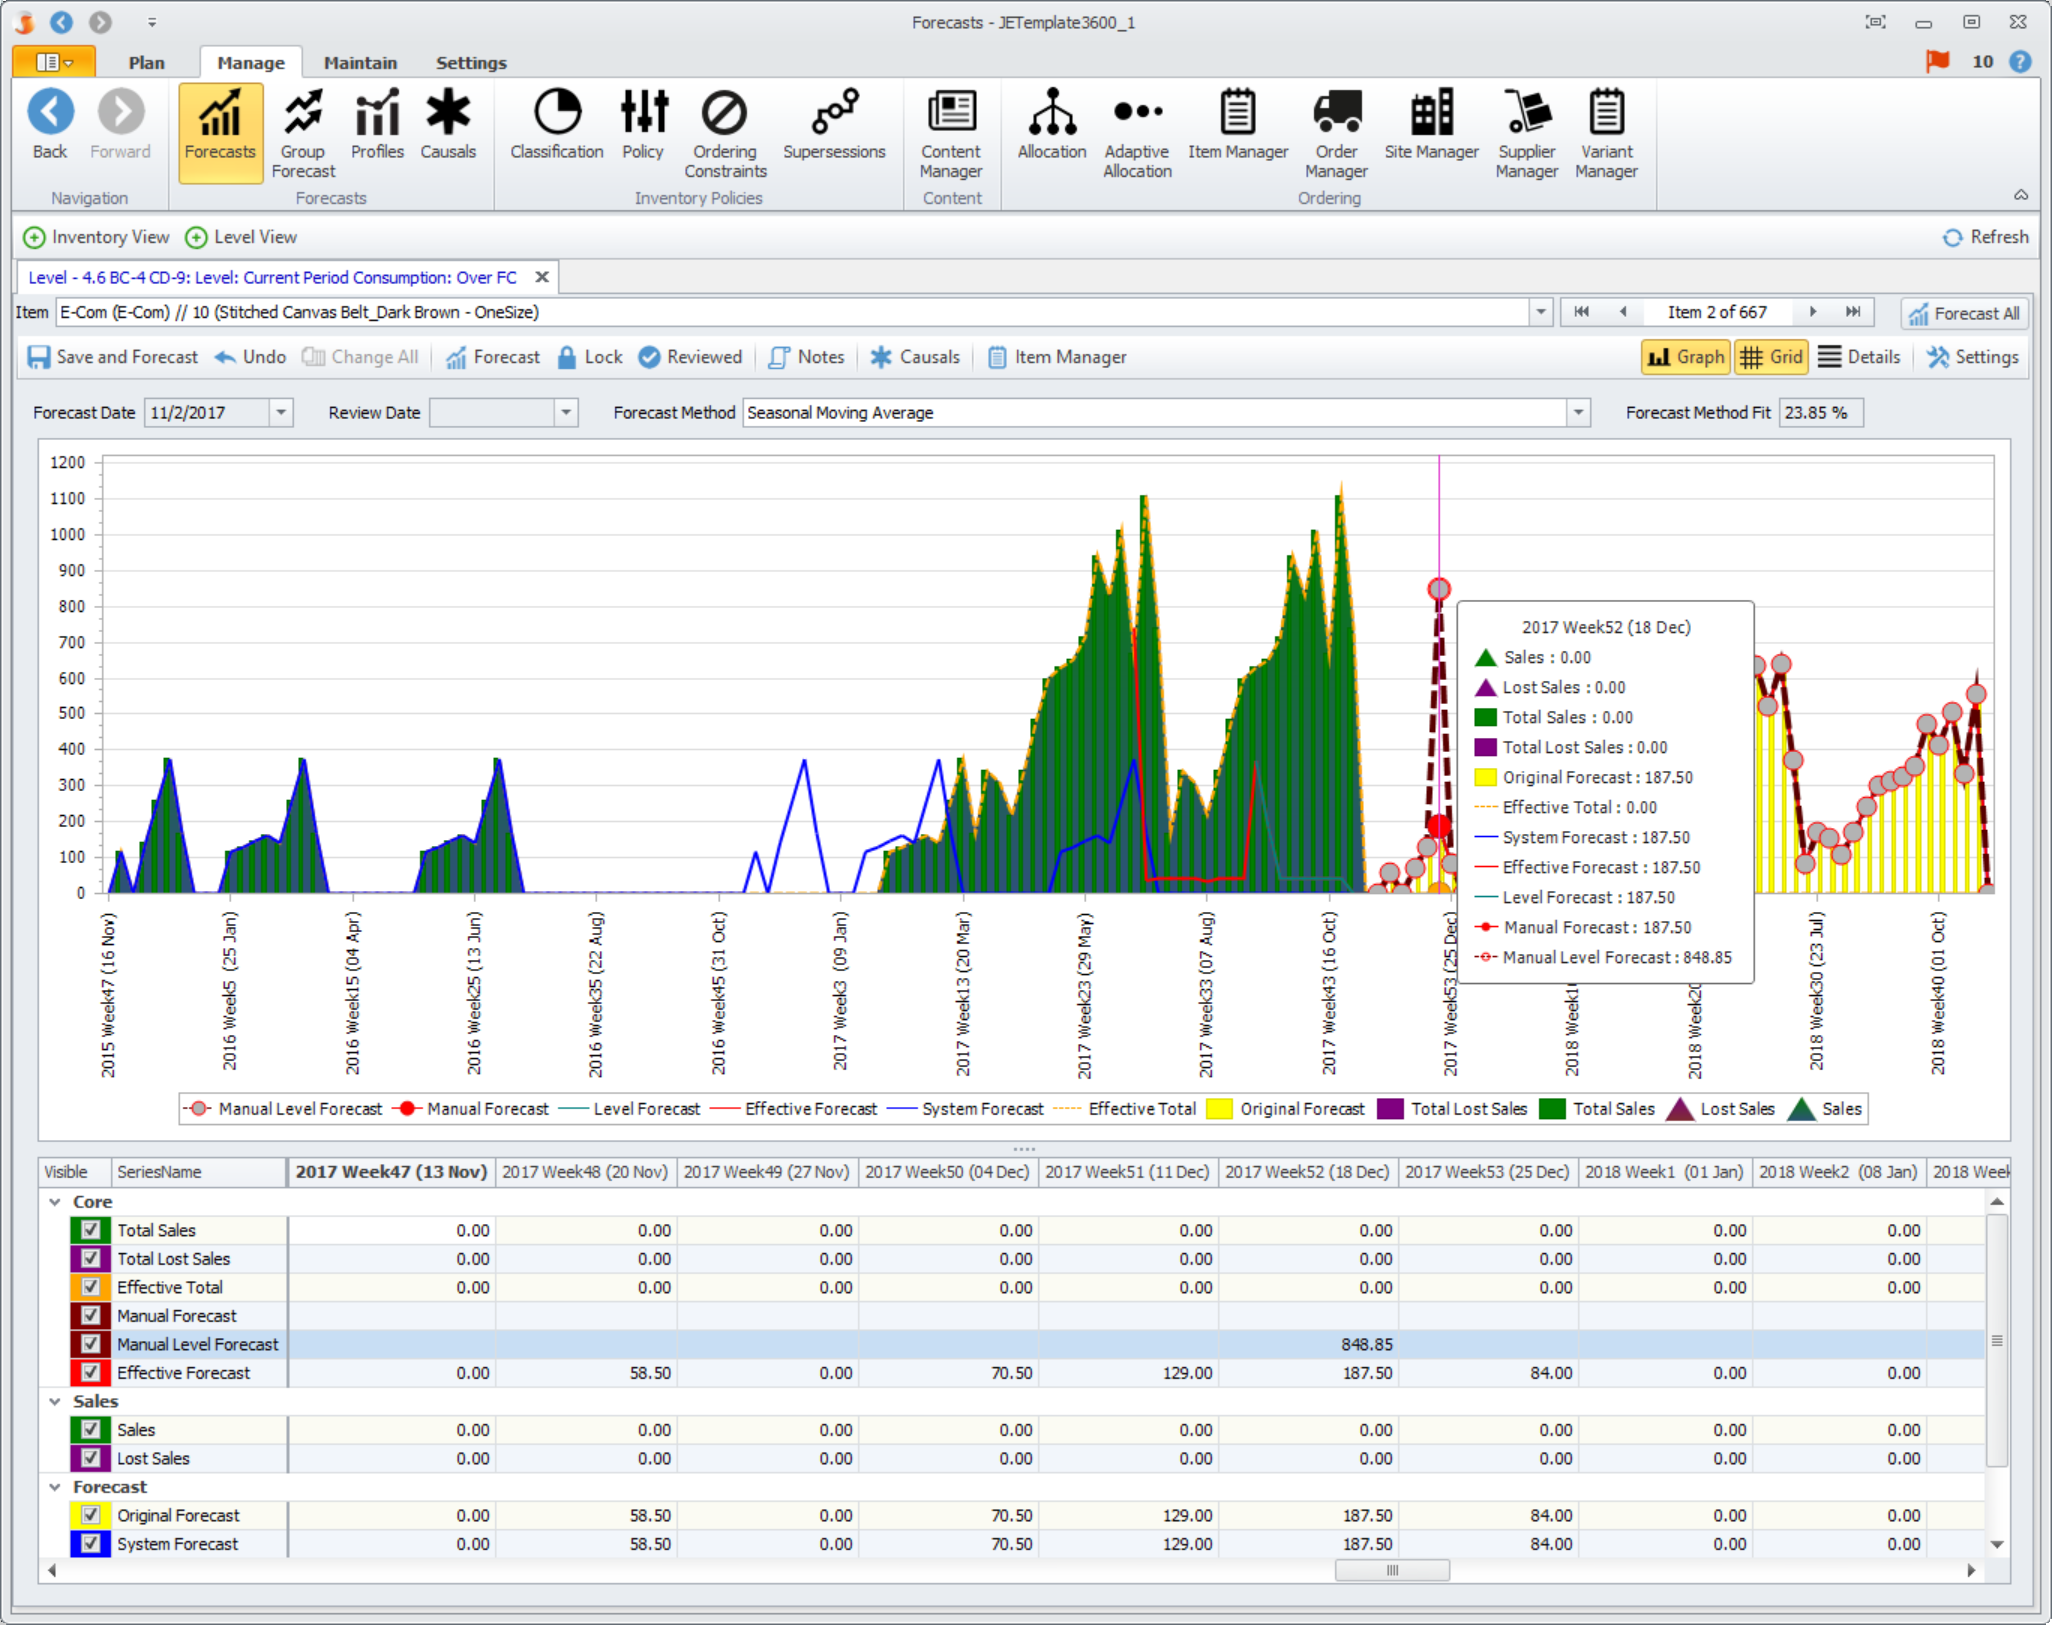 Forecasts - JETemplate3600_1
Plan Manage Maintain Settings 10 ?
Back Forward Forecasts Group Forecast Profiles Causals Classification Policy Ordering Constraints Supersessions Content Manager Allocation Adaptive Allocation Item Manager Order Manager Site Manager Supplier Manager Variant Manager
Navigation Forecasts Inventory Policies Content Ordering
Inventory View Level View Refresh
Level - 4.6 BC-4 CD-9: Level: Current Period Consumption: Over FC
Item E-Com (E-Com) // 10 (Stitched Canvas Belt_Dark Brown - OneSize) Item 2 of 667 Forecast All
Save and Forecast Undo Change All Forecast Lock Reviewed Notes Causals Item Manager Graph Grid Details Settings
Forecast Date 11/2/2017 Review Date Forecast Method Seasonal Moving Average Forecast Method Fit 23.85 %
1200
1100
1000
900
800
700
600
500
400
300
200
100
0
2017 Week52 (18 Dec)
Sales : 0.00
Lost Sales : 0.00
Total Sales : 0.00
Total Lost Sales : 0.00
Original Forecast : 187.50
Effective Total : 0.00
System Forecast : 187.50
Effective Forecast : 187.50
Level Forecast : 187.50
Manual Forecast : 187.50
Manual Level Forecast : 848.85
2015 Week47 (16 Nov)
2016 Week5 (25 Jan)
2016 Week15 (04 Apr)
2016 Week25 (13 Jun)
2016 Week35 (22 Aug)
2016 Week45 (31 Oct)
2017 Week3 (09 Jan)
2017 Week13 (20 Mar)
2017 Week23 (29 May)
2017 Week33 (07 Aug)
2017 Week43 (16 Oct)
2017 Week53 (25 Dec)
2018 Week1
2018 Week20
2018 Week30 (23 Jul)
2018 Week40 (01 Oct)
Manual Level Forecast Manual Forecast Level Forecast Effective Forecast System Forecast Effective Total Original Forecast Total Lost Sales Total Sales Lost Sales Sales
Visible SeriesName 2017 Week47 (13 Nov) 2017 Week48 (20 Nov) 2017 Week49 (27 Nov) 2017 Week50 (04 Dec) 2017 Week51 (11 Dec) 2017 Week52 (18 Dec) 2017 Week53 (25 Dec) 2018 Week1 (01 Jan) 2018 Week2 (08 Jan) 2018 Week
Core
Total Sales 0.00 0.00 0.00 0.00 0.00 0.00 0.00 0.00 0.00
Total Lost Sales 0.00 0.00 0.00 0.00 0.00 0.00 0.00 0.00 0.00
Effective Total 0.00 0.00 0.00 0.00 0.00 0.00 0.00 0.00 0.00
Manual Forecast
Manual Level Forecast 848.85
Effective Forecast 0.00 58.50 0.00 70.50 129.00 187.50 84.00 0.00 0.00
Sales
Sales 0.00 0.00 0.00 0.00 0.00 0.00 0.00 0.00 0.00
Lost Sales 0.00 0.00 0.00 0.00 0.00 0.00 0.00 0.00 0.00
Forecast
Original Forecast 0.00 58.50 0.00 70.50 129.00 187.50 84.00 0.00 0.00
System Forecast 0.00 58.50 0.00 70.50 129.00 187.50 84.00 0.00 0.00